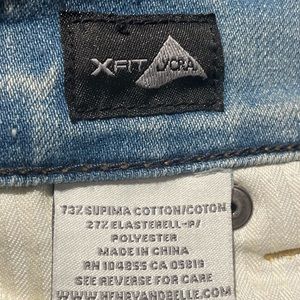 XFIT LYCRA
73% SUPIMA COTTON/COTON
27% ELASTERELL-P/
POLYESTER
MADE IN CHINA
RN 104855 CA 05819
SEE REVERSE FOR CARE
WWW.HENRYANDBELLE.COM